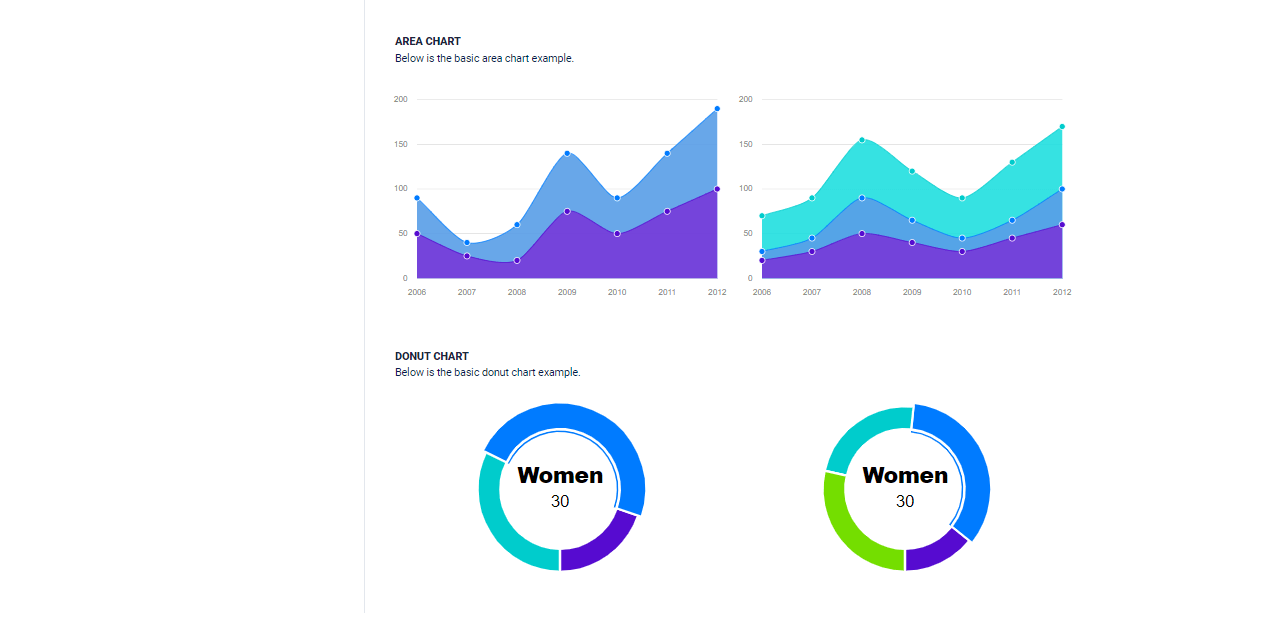 AREA CHART
Below is the basic area chart example.
200
150
100
50
0
2006 2007 2008 2009 2010 2011 2012
200
150
100
50
0
2006 2007 2008 2009 2010 2011 2012
DONUT CHART
Below is the basic donut chart example.
Women
30
Women
30